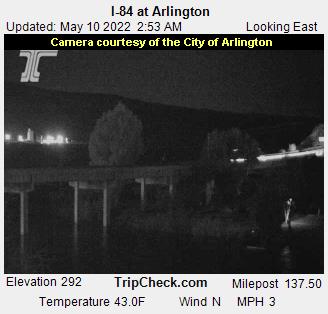 I-84 at Arlington
Updated: May 10 2022 2:53 AM Looking East
Camera courtesy of the City of Arlington
Elevation 292 TripCheck.com Milepost 137.50
Temperature 43.0F Wind N MPH 3